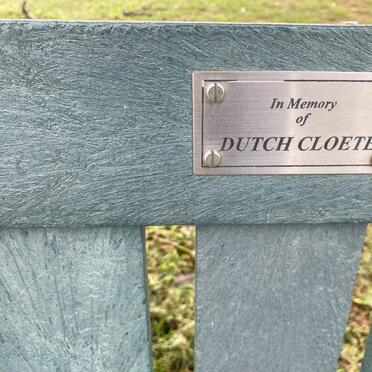 In Memory
of
DUTCH CLOETE